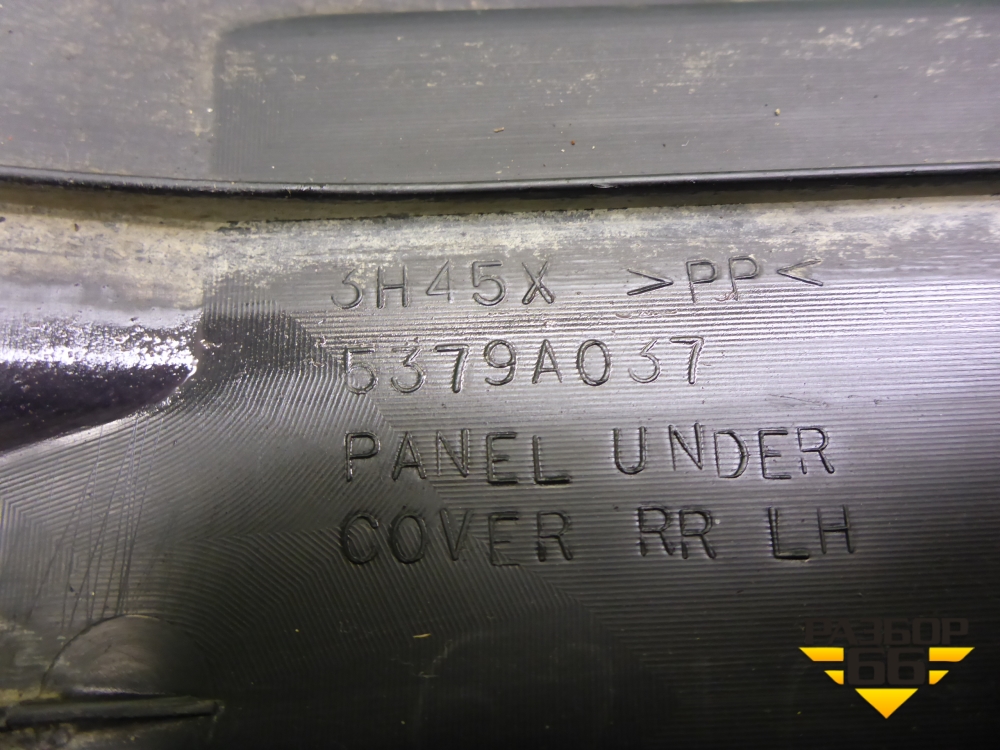 3H45X >PP<
5379A037
PANEL UNDER
COVER RR LH
РАЗБОР
66